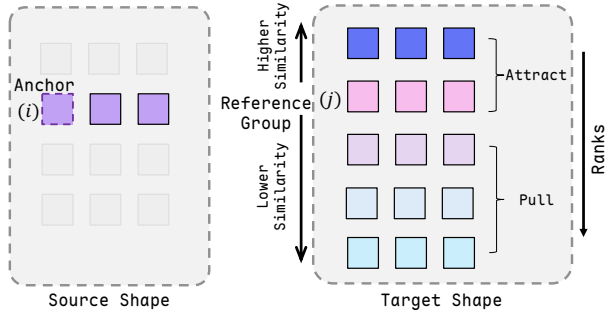 Anchor
(i)
Source Shape
Higher
Similarity
Reference
Group
(j)
Lower
Similarity
Attract
Pull
Target Shape
Ranks